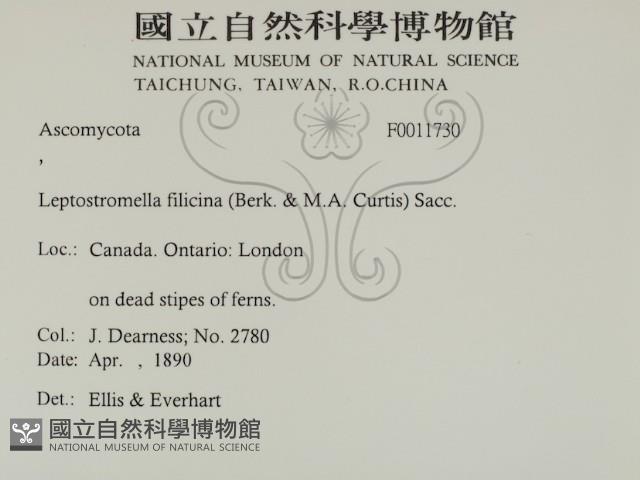 國立自然科學博物館
NATIONAL MUSEUM OF NATURAL SCIENCE
TAICHUNG, TAIWAN, R.O.CHINA
Ascomycota F0011730
,
Leptostromella filicina (Berk. & M.A. Curtis) Sacc.
Loc.: Canada. Ontario: London
on dead stipes of ferns.
Col.: J. Dearness; No. 2780
Date: Apr. , 1890
Det.: Ellis & Everhart
國立自然科學博物館
NATIONAL MUSEUM OF NATURAL SCIENCE